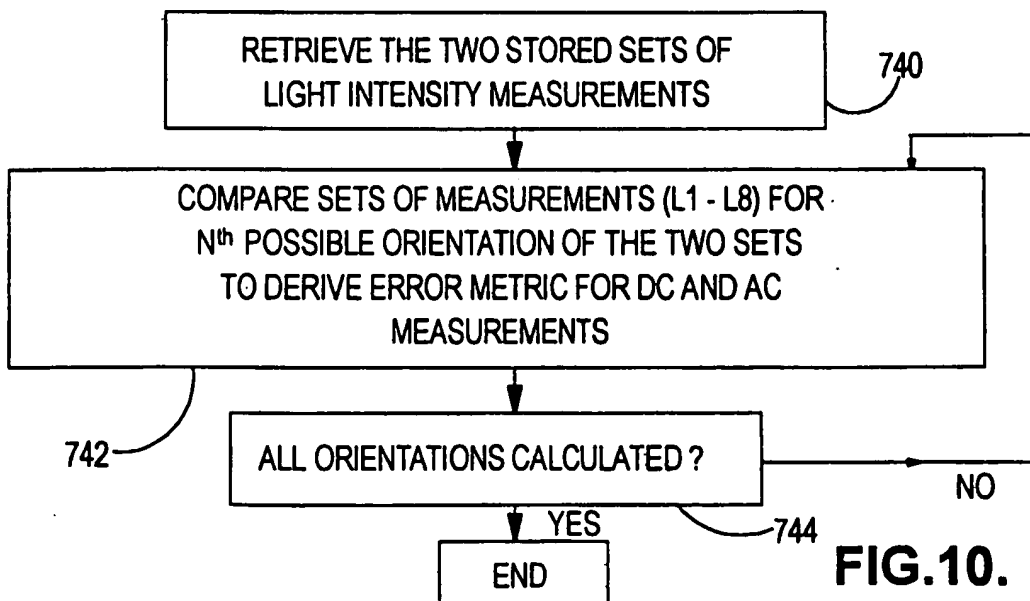 RETRIEVE THE TWO STORED SETS OF
LIGHT INTENSITY MEASUREMENTS
740
COMPARE SETS OF MEASUREMENTS (L1 - L8) FOR
Nth POSSIBLE ORIENTATION OF THE TWO SETS
TO DERIVE ERROR METRIC FOR DC AND AC
MEASUREMENTS
742
ALL ORIENTATIONS CALCULATED ?
NO
YES
744
END
FIG.10.